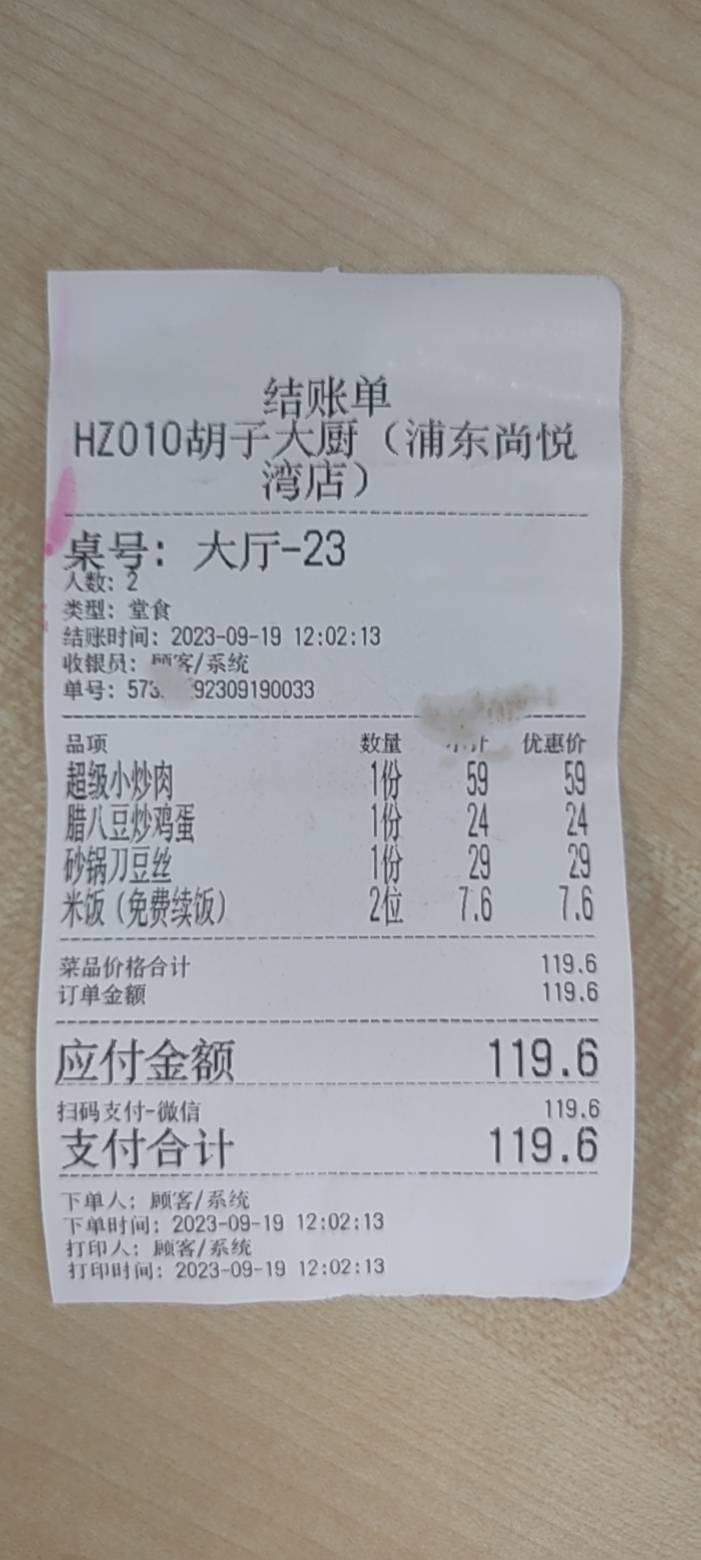 结账单
HZ010胡子大厨（浦东尚悦
湾店）
桌号: 大厅-23
人数: 2
类型: 堂食
结账时间: 2023-09-19 12:02:13
收银员: 顾客/系统
单号: 573 92309190033
品项 数量 小计 优惠价
超级小炒肉 1份 59 59
腊八豆炒鸡蛋 1份 24 24
砂锅刀豆丝 1份 29 29
米饭（免费续饭） 2位 7.6 7.6
菜品价格合计 119.6
订单金额 119.6
应付金额 119.6
扫码支付-微信 119.6
支付合计 119.6
下单人: 顾客/系统
下单时间: 2023-09-19 12:02:13
打印人: 顾客/系统
打印时间: 2023-09-19 12:02:13